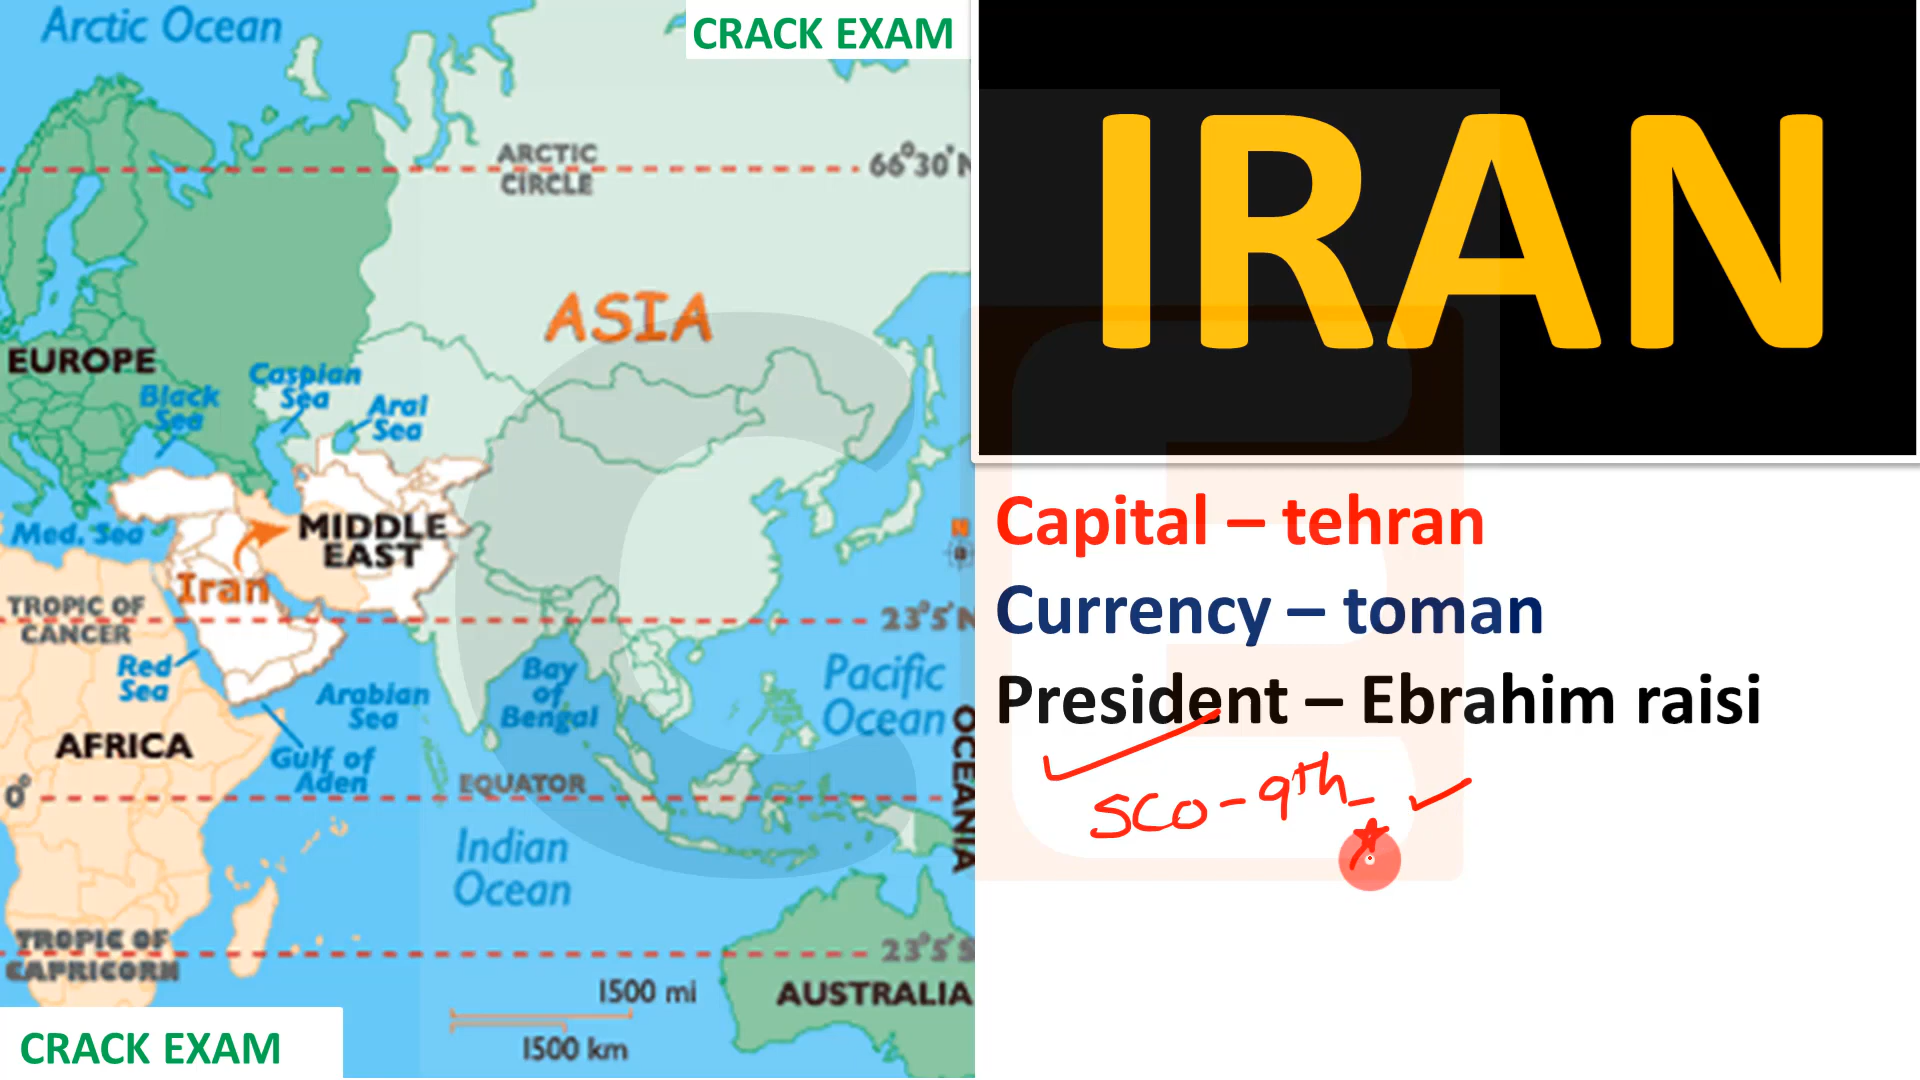 Arctic Ocean
CRACK EXAM
ARCTIC
CIRCLE
66°30'N
ASIA
EUROPE
Black
Sea
Caspian
Sea
Aral
Sea
Med. Sea
MIDDLE
EAST
Iran
TROPIC OF
CANCER
23°5'N
Red
Sea
Arabian
Sea
Bay
of
Bengal
Pacific
Ocean
AFRICA
Gulf of
Aden
EQUATOR
0°
OCEANIA
Indian
Ocean
TROPIC OF
CAPRICORN
23°5'S
1500 mi
1500 km
AUSTRALIA
CRACK EXAM
IRAN
Capital – tehran
Currency – toman
President – Ebrahim raisi
SCO - 9th -